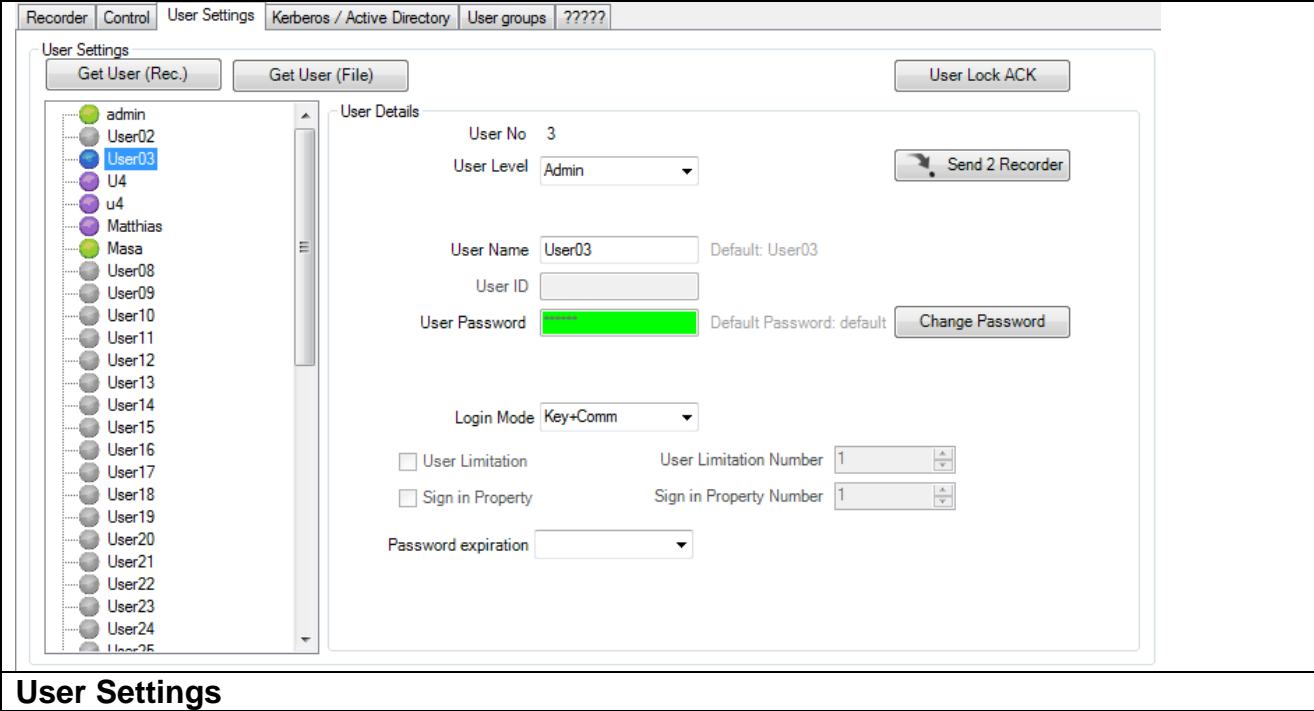 Recorder Control User Settings Kerberos / Active Directory User groups ?????
User Settings
Get User (Rec.) Get User (File) User Lock ACK
admin
User02
User03
U4
u4
Matthias
Masa
User08
User09
User10
User11
User12
User13
User14
User15
User16
User17
User18
User19
User20
User21
User22
User23
User24
User25
User Details
User No 3
User Level Admin
Send 2 Recorder
User Name User03 Default: User03
User ID
User Password ****** Default Password: default Change Password
Login Mode Key+Comm
User Limitation User Limitation Number 1
Sign in Property Sign in Property Number 1
Password expiration
User Settings